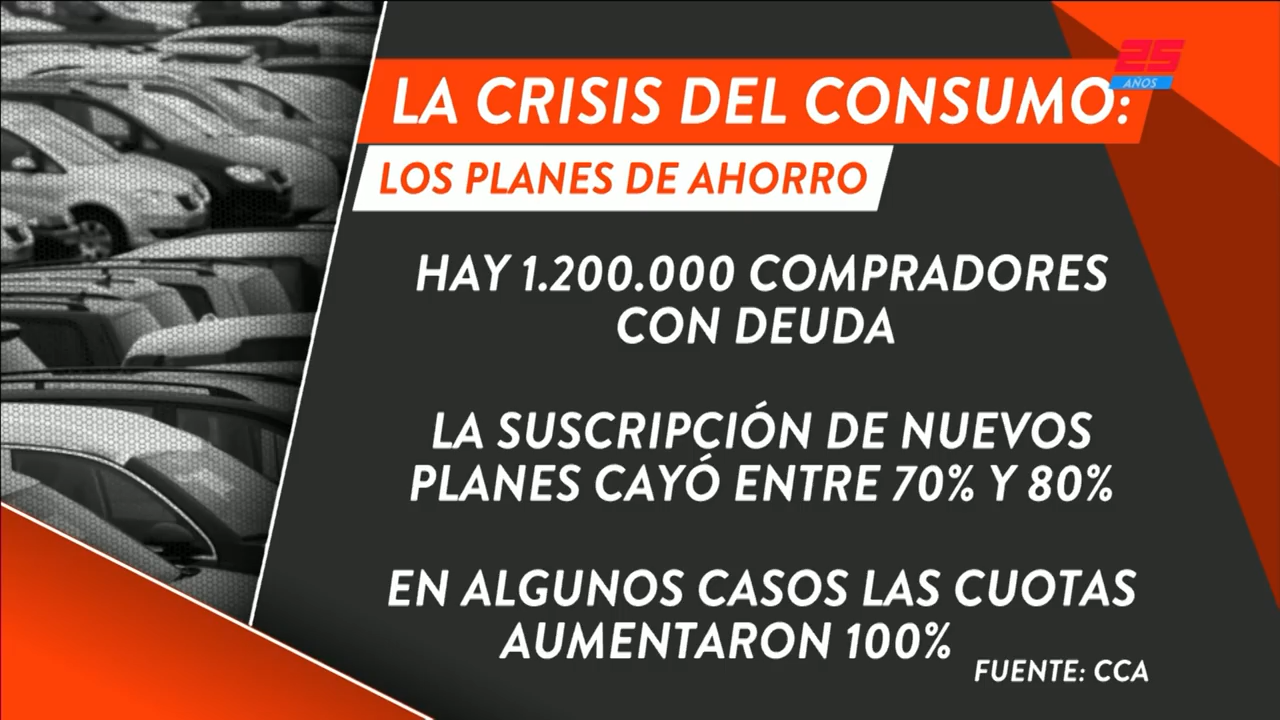 25
AÑOS
LA CRISIS DEL CONSUMO:
LOS PLANES DE AHORRO
HAY 1.200.000 COMPRADORES
CON DEUDA
LA SUSCRIPCIÓN DE NUEVOS
PLANES CAYÓ ENTRE 70% Y 80%
EN ALGUNOS CASOS LAS CUOTAS
AUMENTARON 100%
FUENTE: CCA